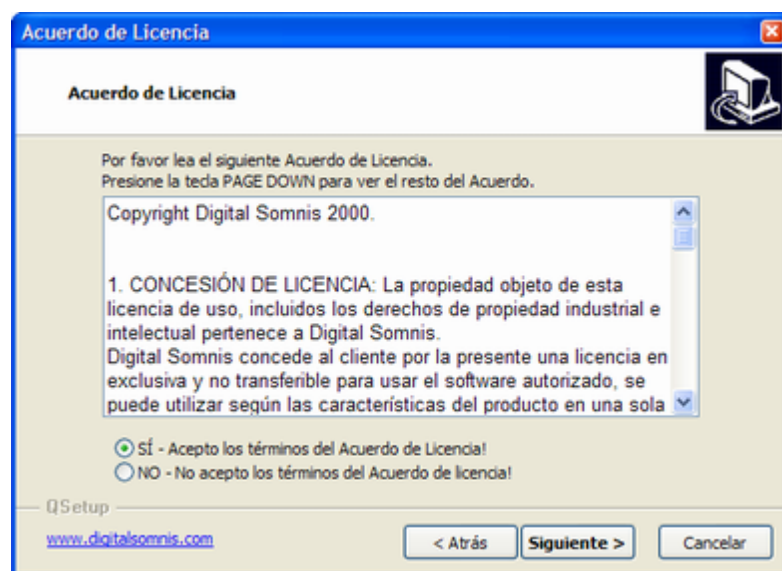 Acuerdo de Licencia
Acuerdo de Licencia
Por favor lea el siguiente Acuerdo de Licencia.
Presione la tecla PAGE DOWN para ver el resto del Acuerdo.
Copyright Digital Somnis 2000.
1. CONCESIÓN DE LICENCIA: La propiedad objeto de esta
licencia de uso, incluidos los derechos de propiedad industrial e
intelectual pertenece a Digital Somnis.
Digital Somnis concede al cliente por la presente una licencia en
exclusiva y no transferible para usar el software autorizado, se
puede utilizar según las características del producto en una sola
SÍ - Acepto los términos del Acuerdo de Licencia!
NO - No acepto los términos del Acuerdo de licencia!
QSetup
www.digitalsomnis.com
< Atrás
Siguiente >
Cancelar